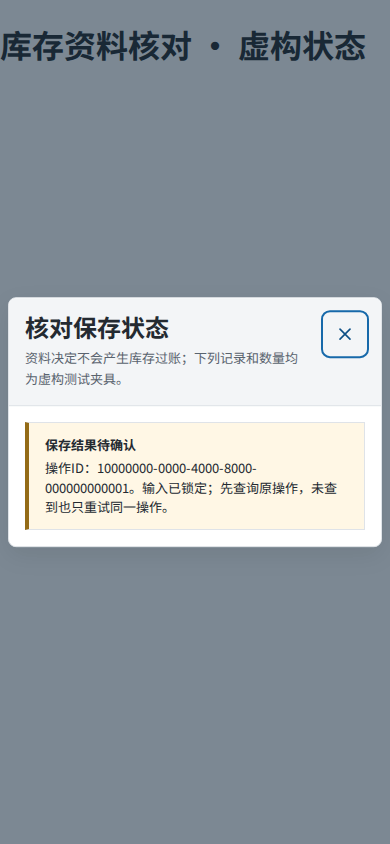 库存资料核对 · 虚构状态
核对保存状态
资料决定不会产生库存过账；下列记录和数量均
为虚构测试夹具。
保存结果待确认
操作ID：10000000-0000-4000-8000-
000000000001。输入已锁定；先查询原操作，未查
到也只重试同一操作。